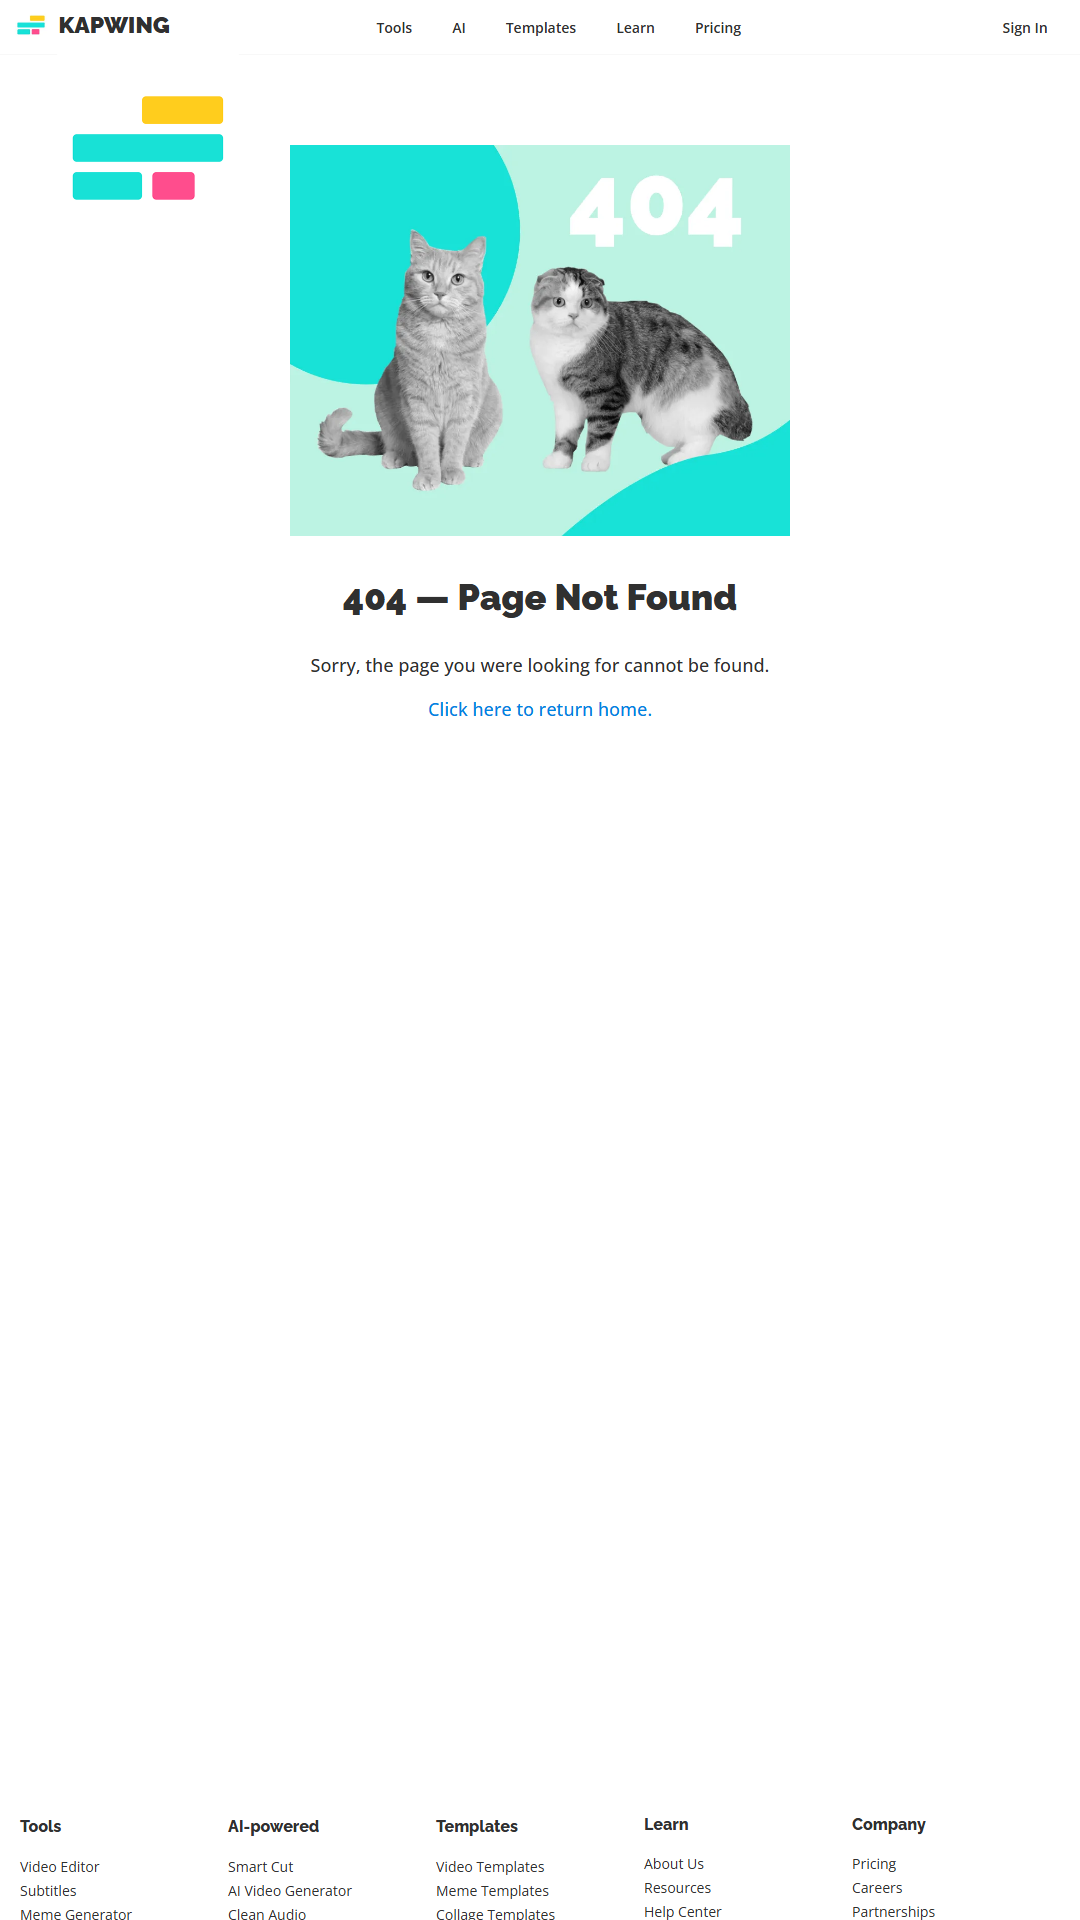 KAPWING
Tools
AI
Templates
Learn
Pricing
Sign In
404
404 — Page Not Found
Sorry, the page you were looking for cannot be found.
Click here to return home.
Tools
Video Editor
Subtitles
Meme Generator
AI-powered
Smart Cut
AI Video Generator
Clean Audio
Templates
Video Templates
Meme Templates
Collage Templates
Learn
About Us
Resources
Help Center
Company
Pricing
Careers
Partnerships